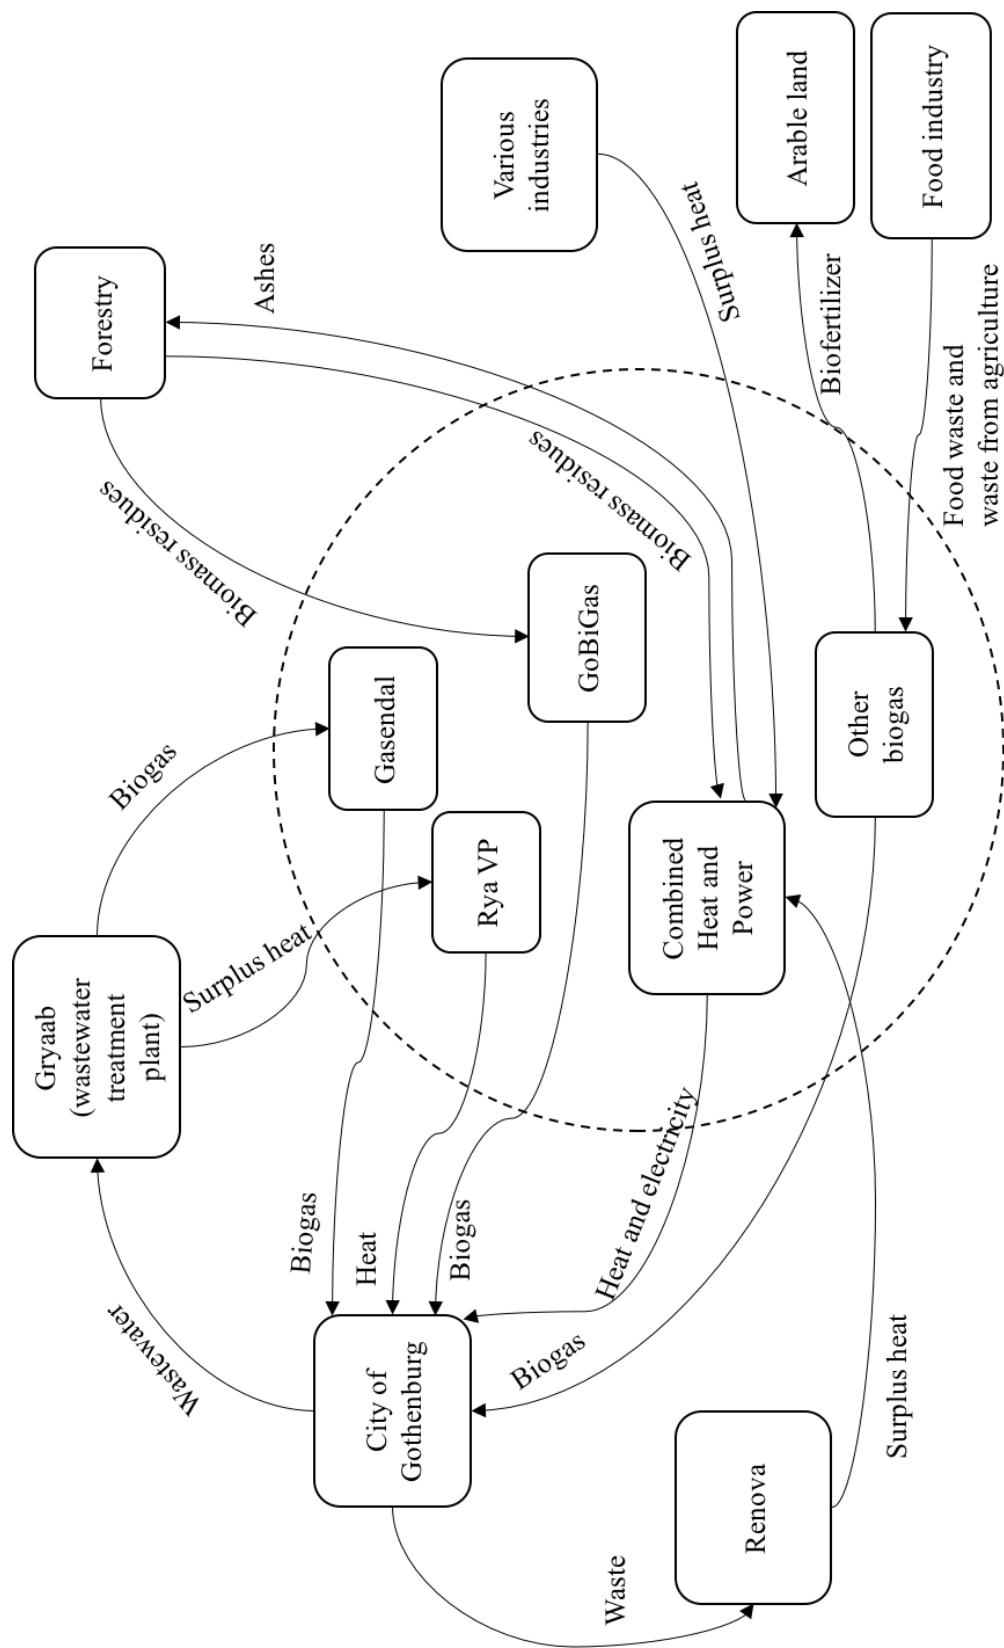 Gryaab
(wastewater
treatment
plant)
Forestry
Wastewater
Biogas
Surplus heat
Biomass residues
Ashes
Gasendal
Rya VP
GoBiGas
Biomass residues
Various
industries
Biogas
Heat
Biogas
City of
Gothenburg
Heat and electricity
Combined
Heat and
Power
Surplus heat
Biogas
Waste
Renova
Surplus heat
Other
biogas
Biofertilizer
Arable land
Food industry
Food waste and
waste from agriculture